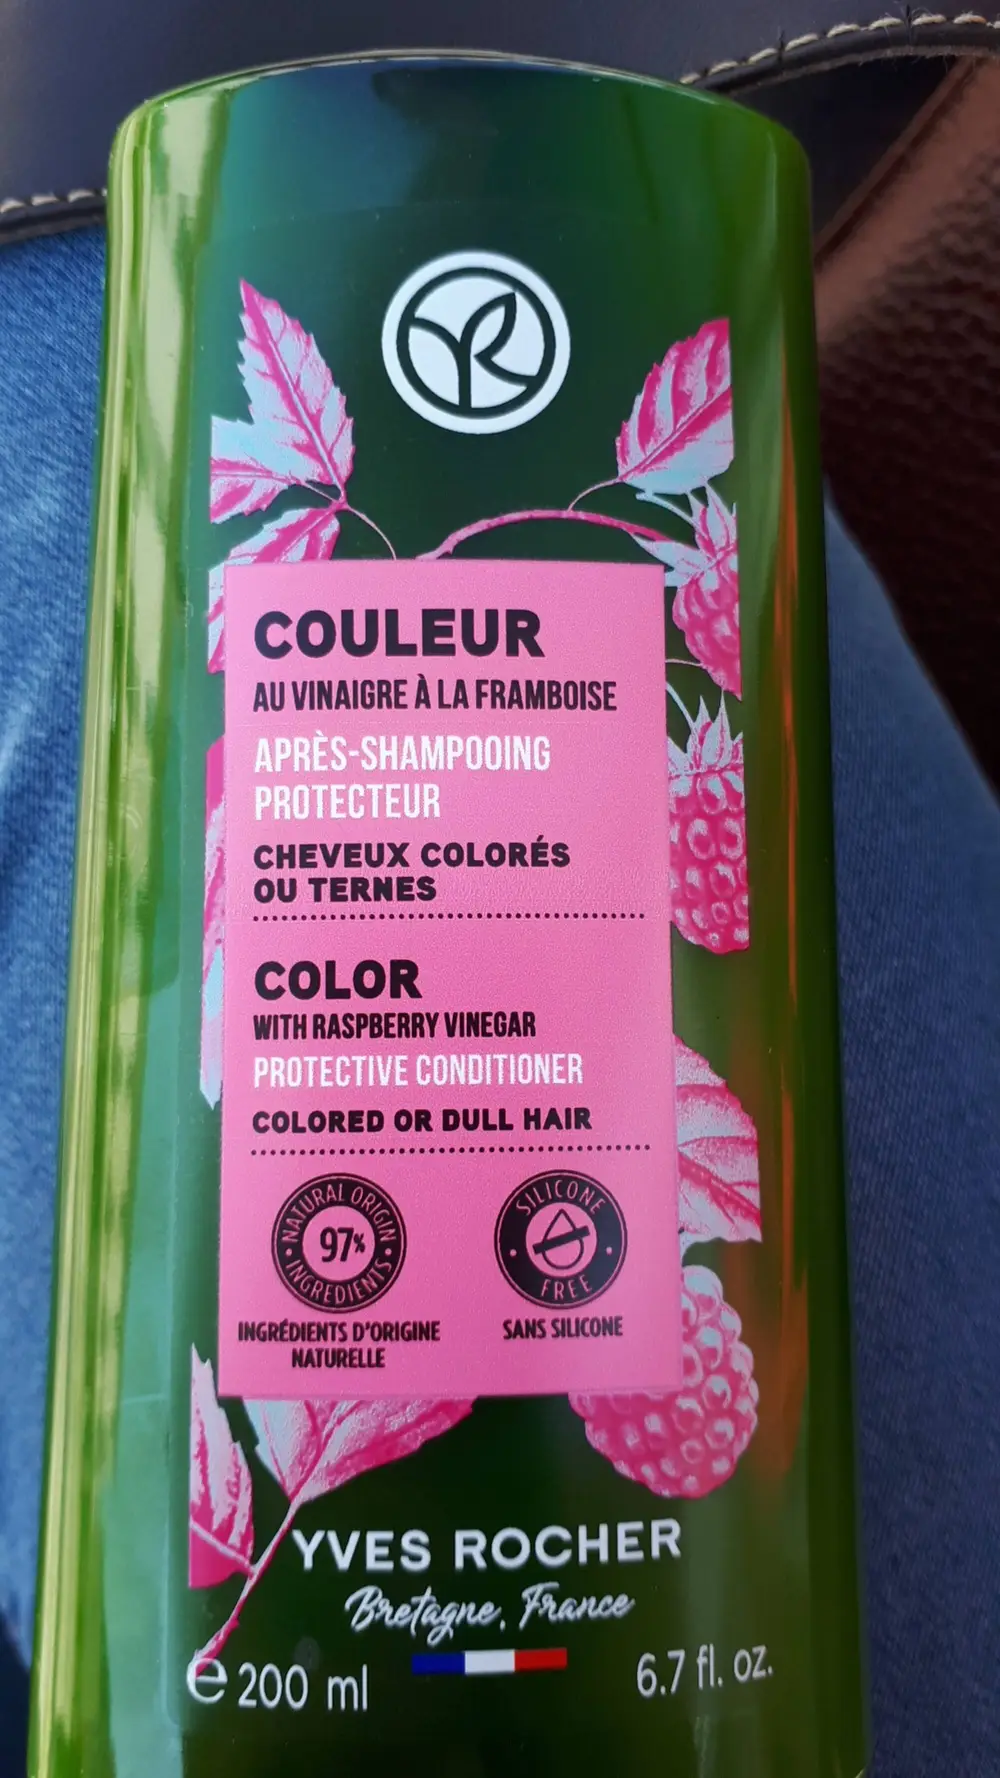 YR
COULEUR
AU VINAIGRE À LA FRAMBOISE
APRÈS-SHAMPOOING
PROTECTEUR
CHEVEUX COLORÉS
OU TERNES
COLOR
WITH RASPBERRY VINEGAR
PROTECTIVE CONDITIONER
COLORED OR DULL HAIR
NATURAL ORIGIN
97%
INGREDIENTS
SILICONE
FREE
INGRÉDIENTS D'ORIGINE
NATURELLE
SANS SILICONE
YVES ROCHER
Bretagne, France
e 200 ml
6.7 fl. oz.